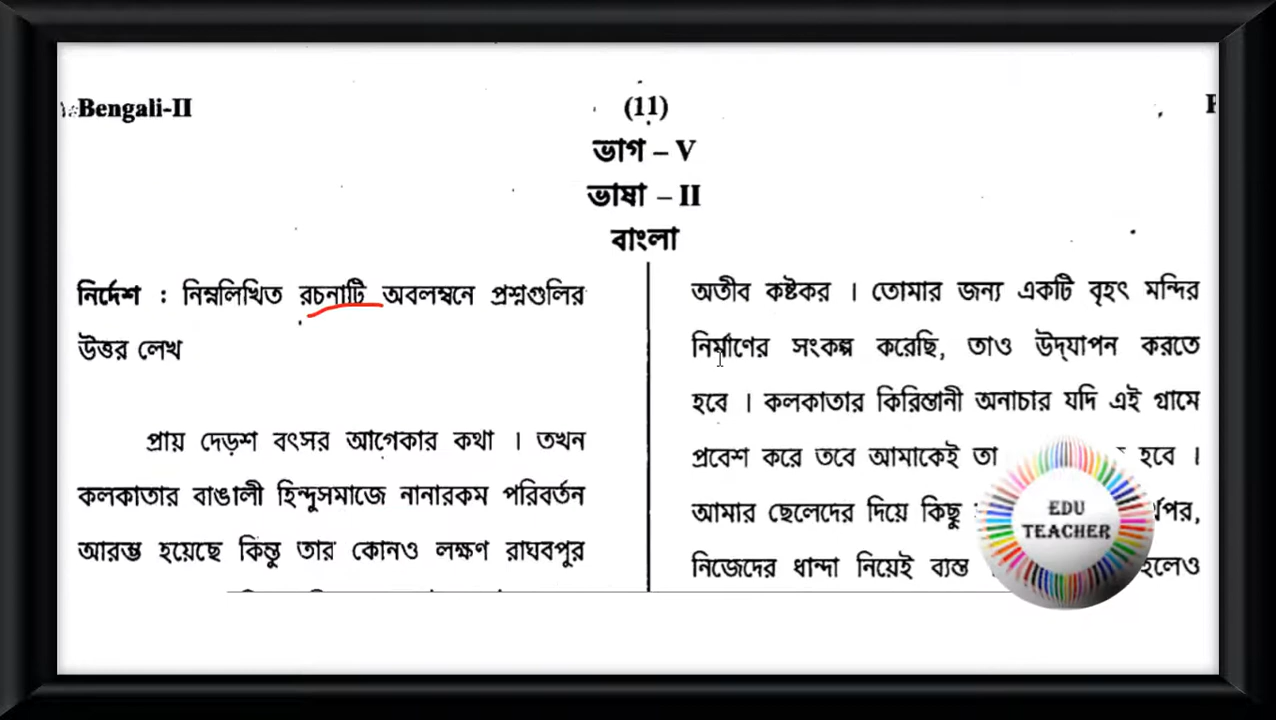 Bengali-II
(11)
ভাগ – V
ভাষা – II
বাংলা
নির্দেশ : নিম্নলিখিত রচনাটি অবলম্বনে প্রশ্নগুলির
উত্তর লেখ
প্রায় দেড়শ বৎসর আগেকার কথা । তখন
কলকাতার বাঙালী হিন্দুসমাজে নানারকম পরিবর্তন
আরম্ভ হয়েছে কিন্তু তার কোনও লক্ষণ রাঘবপুর
অতীব কষ্টকর । তোমার জন্য একটি বৃহৎ মন্দির
নির্মাণের সংকল্প করেছি, তাও উদ্‌যাপন করতে
হবে । কলকাতার কিরিস্তানী অনাচার যদি এই গ্রামে
প্রবেশ করে তবে আমাকেই তা হবে ।
আমার ছেলেদের দিয়ে কিছু
নিজেদের ধান্দা নিয়েই ব্যস্ত
EDU
TEACHER